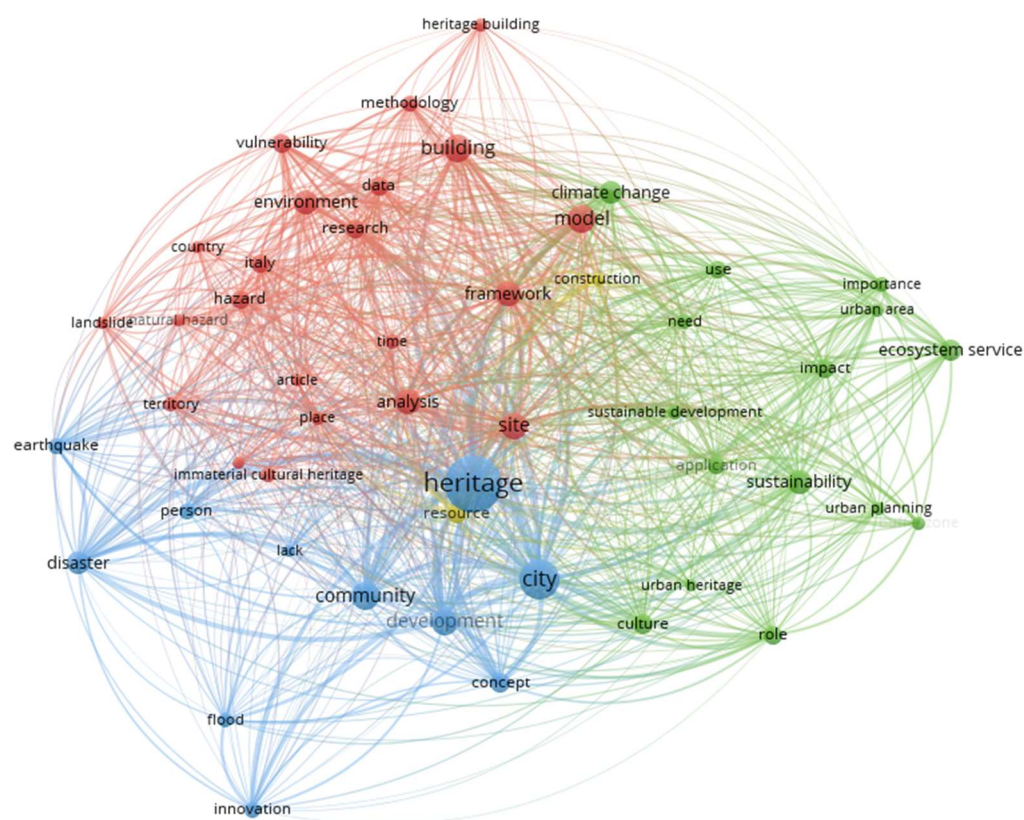 heritage building
methodology
vulnerability
building
data
climate change
environment
model
research
country
italy
use
construction
importance
framework
hazard
urban area
natural hazard
landslide
need
time
ecosystem service
impact
article
analysis
territory
sustainable development
place
site
earthquake
application
immaterial cultural heritage
heritage
sustainability
urban planning
person
resource
zone
lack
disaster
city
urban heritage
community
development
culture
role
concept
flood
innovation